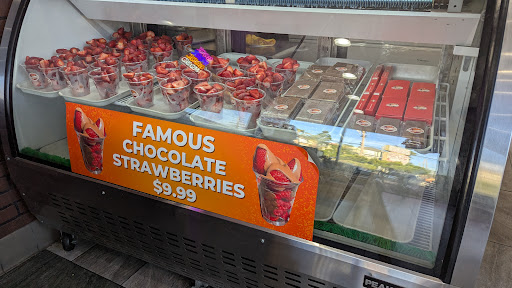 FAMOUS
CHOCOLATE
STRAWBERRIES
$9.99